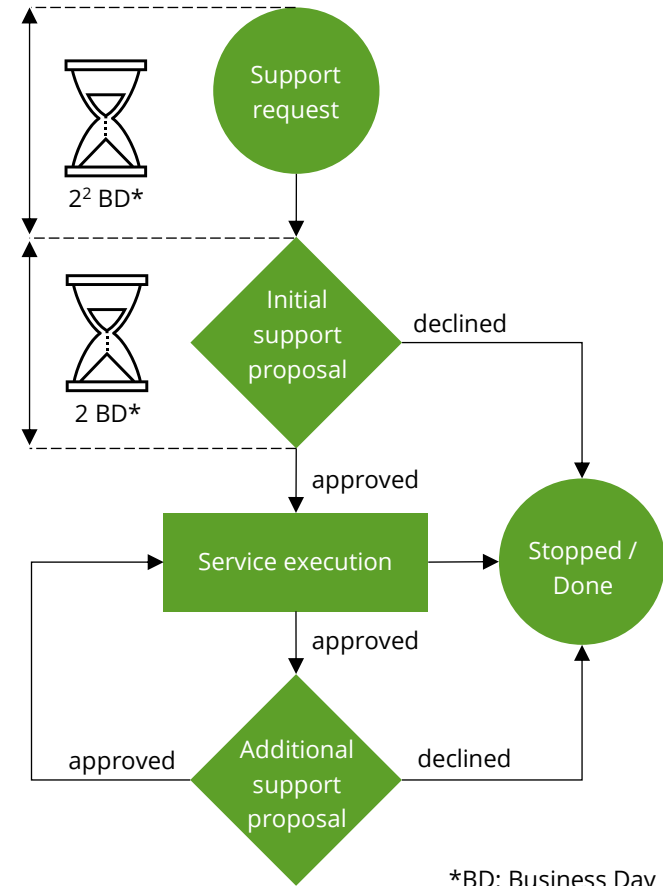 Support
request
2² BD*
Initial
support
proposal
declined
2 BD*
approved
Service execution
Stopped /
Done
approved
approved
Additional
support
proposal
declined
*BD: Business Day